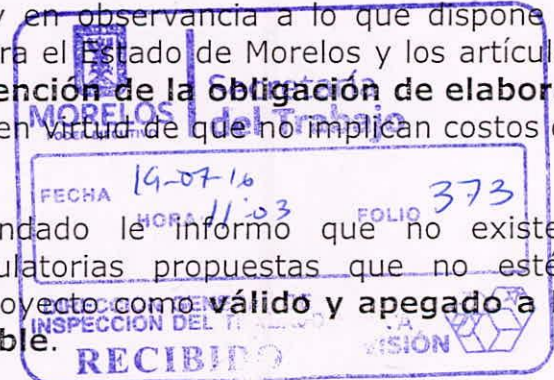 y en observancia a lo que dispone
ra el Estado de Morelos y los artícul
ención de la obligación de elabor
en virtud de que no implican costos
MORELOS
Secretaría
del Trabajo
FECHA 19-07-16
HORA 11:03 FOLIO 373
ndado le informo que no existe
ulatorias propuestas que no esté
oyecto como válido y apegado a
INSPECCIÓN DEL
ble.
RECIBIDO